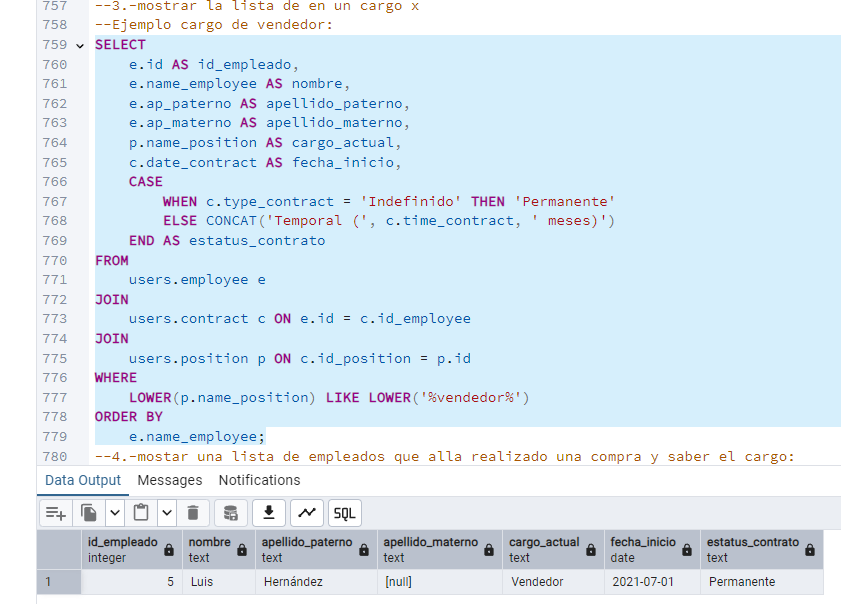 757 --3.-mostrar la lista de en un cargo x
758 --Ejemplo cargo de vendedor:
759 SELECT
760 e.id AS id_empleado,
761 e.name_employee AS nombre,
762 e.ap_paterno AS apellido_paterno,
763 e.ap_materno AS apellido_materno,
764 p.name_position AS cargo_actual,
765 c.date_contract AS fecha_inicio,
766 CASE
767 WHEN c.type_contract = 'Indefinido' THEN 'Permanente'
768 ELSE CONCAT('Temporal (', c.time_contract, ' meses)')
769 END AS estatus_contrato
770 FROM
771 users.employee e
772 JOIN
773 users.contract c ON e.id = c.id_employee
774 JOIN
775 users.position p ON c.id_position = p.id
776 WHERE
777 LOWER(p.name_position) LIKE LOWER('%vendedor%')
778 ORDER BY
779 e.name_employee;
780 --4.-mostar una lista de empleados que alla realizado una compra y saber el cargo:
Data Output Messages Notifications
SQL
id_empleado nombre apellido_paterno apellido_materno cargo_actual fecha_inicio estatus_contrato
integer text text text text date text
1 5 Luis Hernández [null] Vendedor 2021-07-01 Permanente